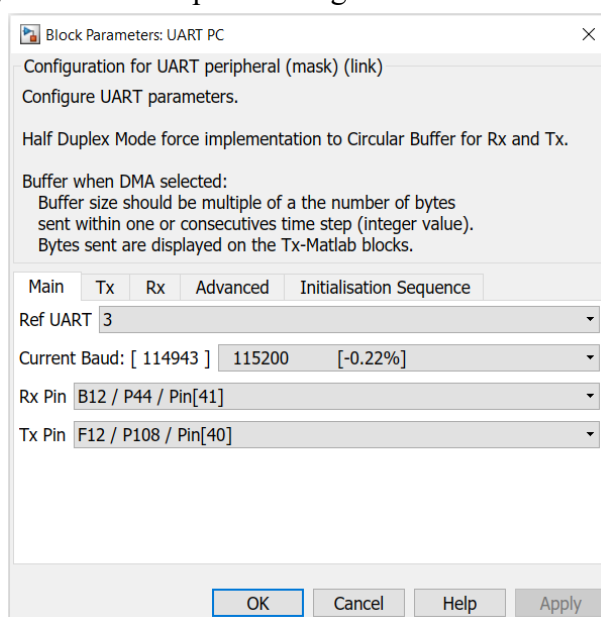 Block Parameters: UART PC
Configuration for UART peripheral (mask) (link)
Configure UART parameters.
Half Duplex Mode force implementation to Circular Buffer for Rx and Tx.
Buffer when DMA selected:
Buffer size should be multiple of a the number of bytes
sent within one or consecutives time step (integer value).
Bytes sent are displayed on the Tx-Matlab blocks.
Main Tx Rx Advanced Initialisation Sequence
Ref UART 3
Current Baud: [ 114943 ] 115200 [-0.22%]
Rx Pin B12 / P44 / Pin[41]
Tx Pin F12 / P108 / Pin[40]
OK Cancel Help Apply